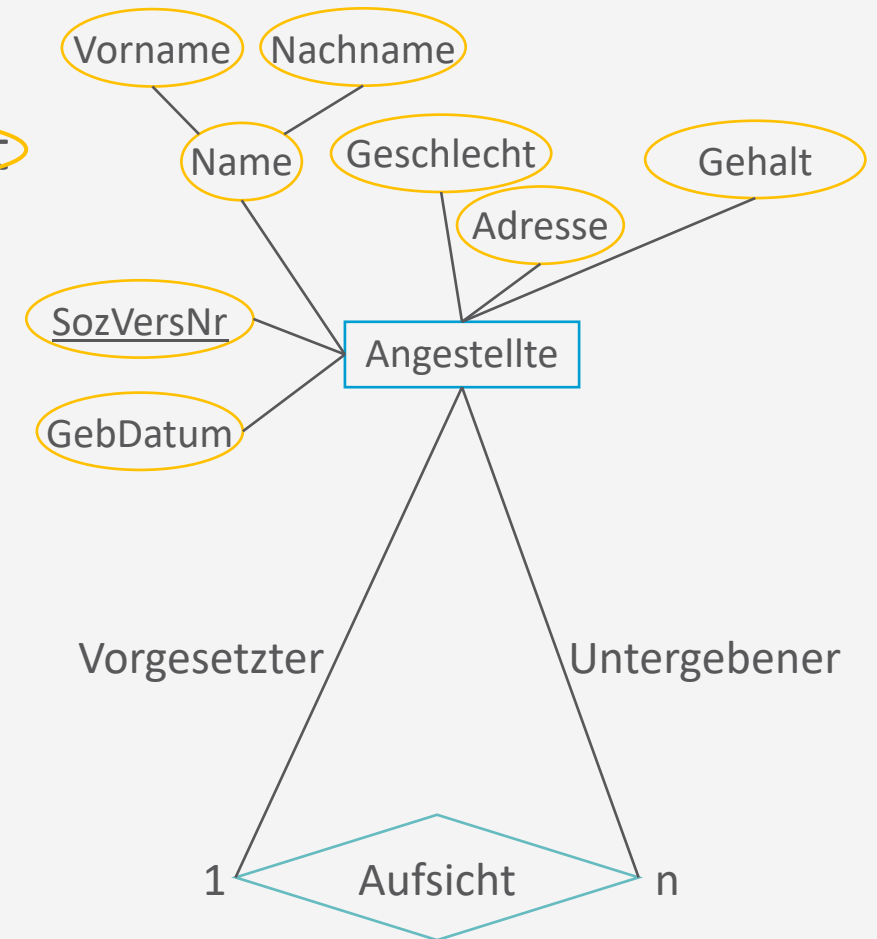 Vorname
Nachname
Name
Geschlecht
Gehalt
Adresse
SozVersNr
Angestellte
GebDatum
Vorgesetzter
Untergebener
1
Aufsicht
n